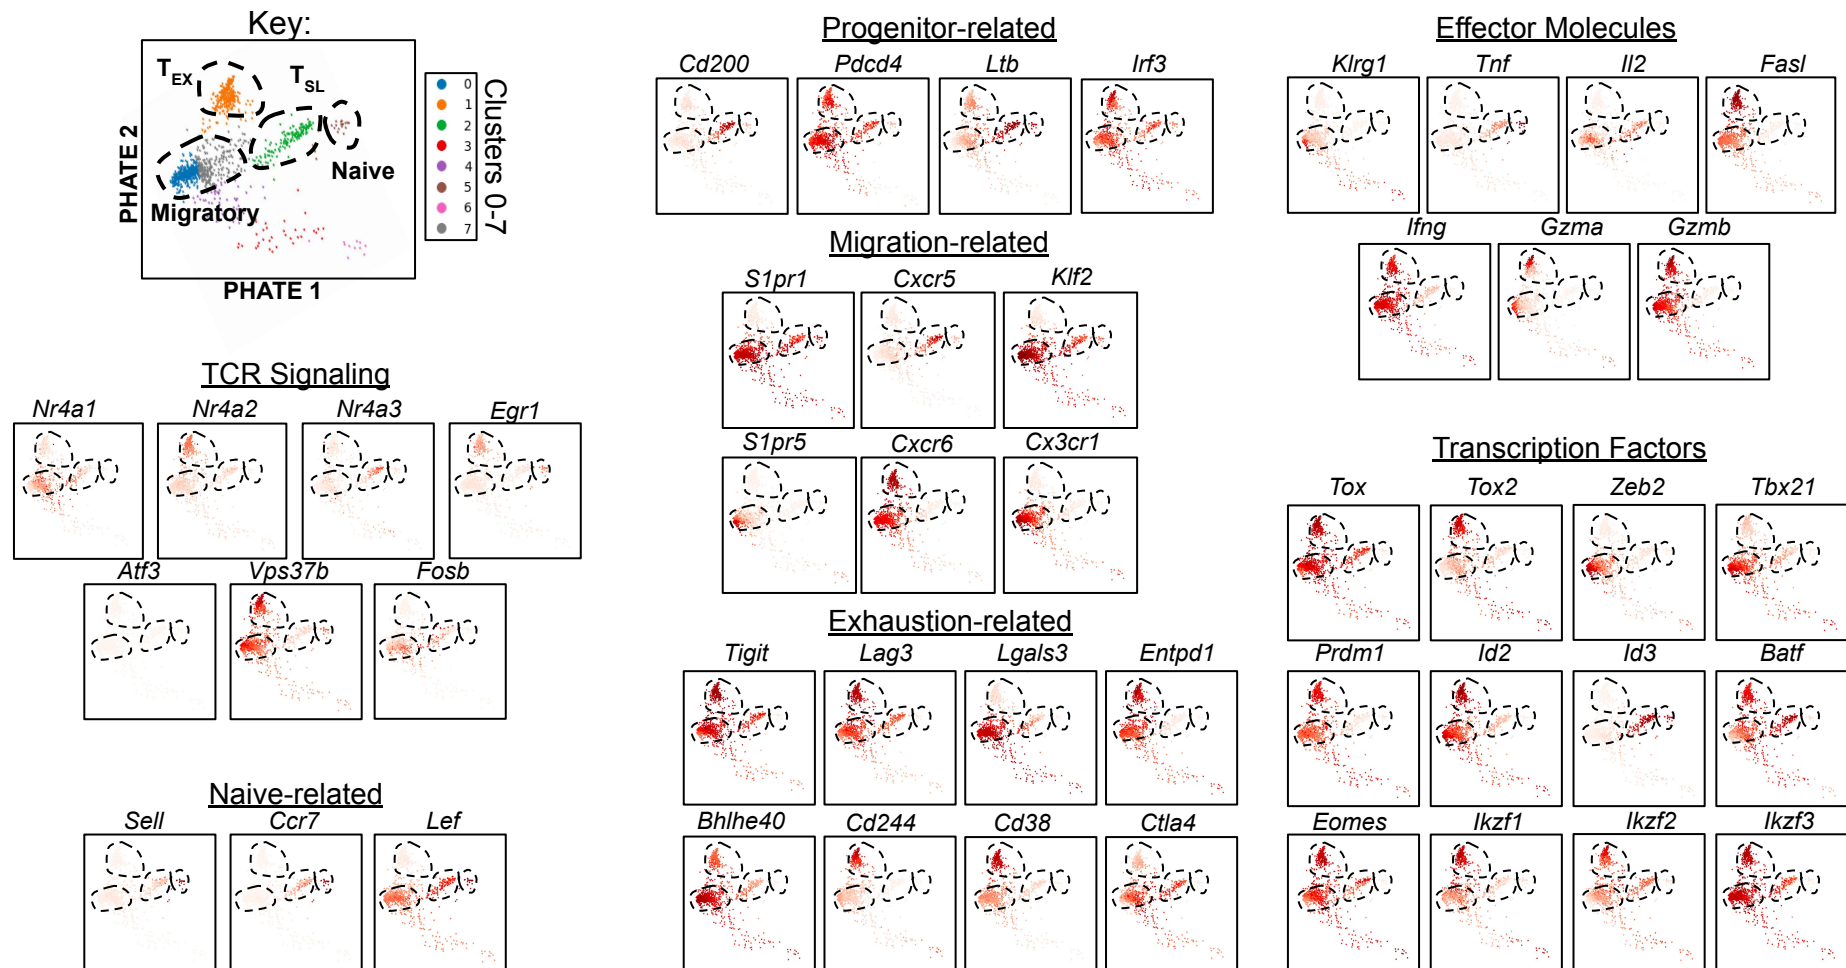 Key:
T_EX
T_SL
Naive
Migratory
PHATE 2
PHATE 1
0
1
2
3
4
5
6
7
Clusters 0-7
TCR Signaling
Nr4a1 Nr4a2 Nr4a3 Egr1
Atf3 Vps37b Fosb
Naive-related
Sell Ccr7 Lef
Progenitor-related
Cd200 Pdcd4 Ltb Irf3
Migration-related
S1pr1 Cxcr5 Klf2
S1pr5 Cxcr6 Cx3cr1
Exhaustion-related
Tigit Lag3 Lgals3 Entpd1
Bhlhe40 Cd244 Cd38 Ctla4
Effector Molecules
Klrg1 Tnf Il2 Fasl
Ifng Gzma Gzmb
Transcription Factors
Tox Tox2 Zeb2 Tbx21
Prdm1 Id2 Id3 Batf
Eomes Ikzf1 Ikzf2 Ikzf3